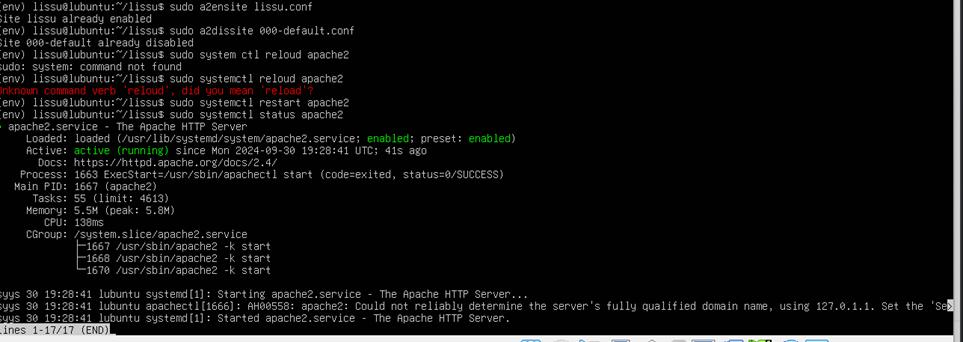 (env) lissu@lubuntu:~/lissu$ sudo a2ensite lissu.conf
Site lissu already enabled
(env) lissu@lubuntu:~/lissu$ sudo a2dissite 000-default.conf
Site 000-default already disabled
(env) lissu@lubuntu:~/lissu$ sudo system ctl reloud apache2
sudo: system: command not found
(env) lissu@lubuntu:~/lissu$ sudo systemctl reloud apache2
Unknown command verb 'reloud', did you mean 'reload'?
(env) lissu@lubuntu:~/lissu$ sudo systemctl restart apache2
(env) lissu@lubuntu:~/lissu$ sudo systemctl status apache2
apache2.service - The Apache HTTP Server
Loaded: loaded (/usr/lib/systemd/system/apache2.service; enabled; preset: enabled)
Active: active (running) since Mon 2024-09-30 19:28:41 UTC; 41s ago
Docs: https://httpd.apache.org/docs/2.4/
Process: 1663 ExecStart=/usr/sbin/apachectl start (code=exited, status=0/SUCCESS)
Main PID: 1667 (apache2)
Tasks: 55 (limit: 4613)
Memory: 5.5M (peak: 5.8M)
CPU: 138ms
CGroup: /system.slice/apache2.service
├─1667 /usr/sbin/apache2 -k start
├─1668 /usr/sbin/apache2 -k start
└─1670 /usr/sbin/apache2 -k start
syys 30 19:28:41 lubuntu systemd[1]: Starting apache2.service - The Apache HTTP Server...
syys 30 19:28:41 lubuntu apachectl[1666]: AH00558: apache2: Could not reliably determine the server's fully qualified domain name, using 127.0.1.1. Set the 'Se>
syys 30 19:28:41 lubuntu systemd[1]: Started apache2.service - The Apache HTTP Server.
lines 1-17/17 (END)